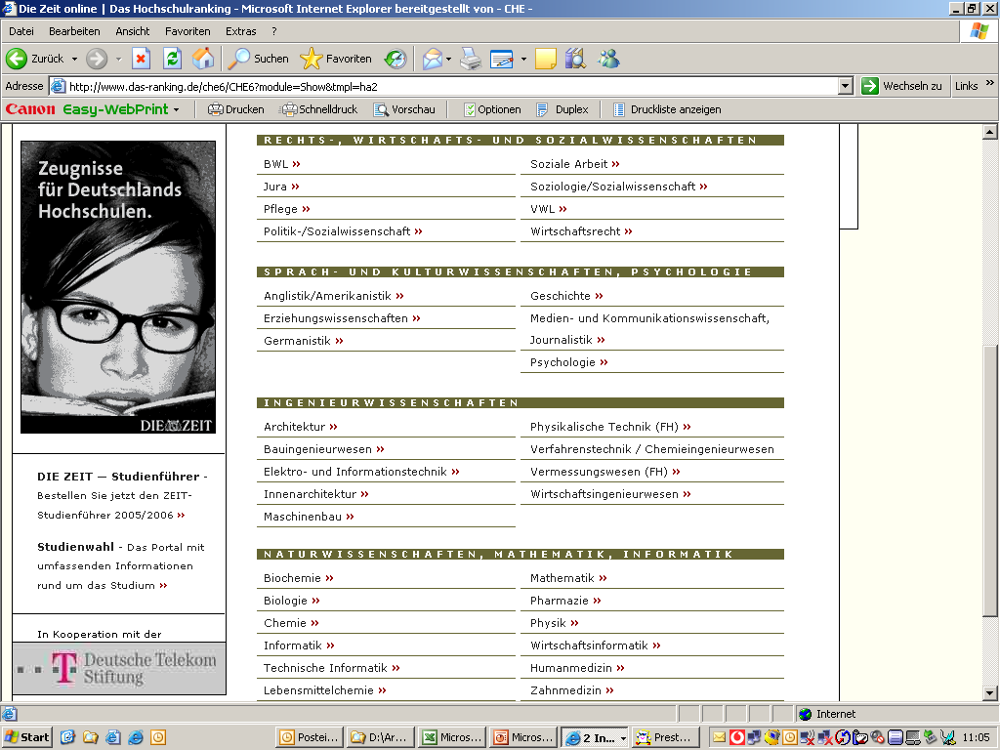 Die Zeit online | Das Hochschulranking - Microsoft Internet Explorer bereitgestellt von - CHE -
Datei Bearbeiten Ansicht Favoriten Extras ?
Zurück Suchen Favoriten
Adresse http://www.das-ranking.de/che6/CHE6?module=Show&tmpl=ha2 Wechseln zu Links »
Canon Easy-WebPrint Drucken Schnelldruck Vorschau Optionen Duplex Druckliste anzeigen
Zeugnisse
für Deutschlands
Hochschulen.
DIE ZEIT
DIE ZEIT — Studienführer -
Bestellen Sie jetzt den ZEIT-
Studienführer 2005/2006 »
Studienwahl - Das Portal mit
umfassenden Informationen
rund um das Studium »
In Kooperation mit der
T Deutsche Telekom
Stiftung
RECHTS-, WIRTSCHAFTS- UND SOZIALWISSENSCHAFTEN
BWL »
Jura »
Pflege »
Politik-/Sozialwissenschaft »
Soziale Arbeit »
Soziologie/Sozialwissenschaft »
VWL »
Wirtschaftsrecht »
SPRACH- UND KULTURWISSENSCHAFTEN, PSYCHOLOGIE
Anglistik/Amerikanistik »
Erziehungswissenschaften »
Germanistik »
Geschichte »
Medien- und Kommunikationswissenschaft,
Journalistik »
Psychologie »
INGENIEURWISSENSCHAFTEN
Architektur »
Bauingenieurwesen »
Elektro- und Informationstechnik »
Innenarchitektur »
Maschinenbau »
Physikalische Technik (FH) »
Verfahrenstechnik / Chemieingenieurwesen
Vermessungswesen (FH) »
Wirtschaftsingenieurwesen »
NATURWISSENSCHAFTEN, MATHEMATIK, INFORMATIK
Biochemie »
Biologie »
Chemie »
Informatik »
Technische Informatik »
Lebensmittelchemie »
Mathematik »
Pharmazie »
Physik »
Wirtschaftsinformatik »
Humanmedizin »
Zahnmedizin »
Internet
Start Postei... D:\Ar... Micros... Micros... 2 In... Prest... 11:05